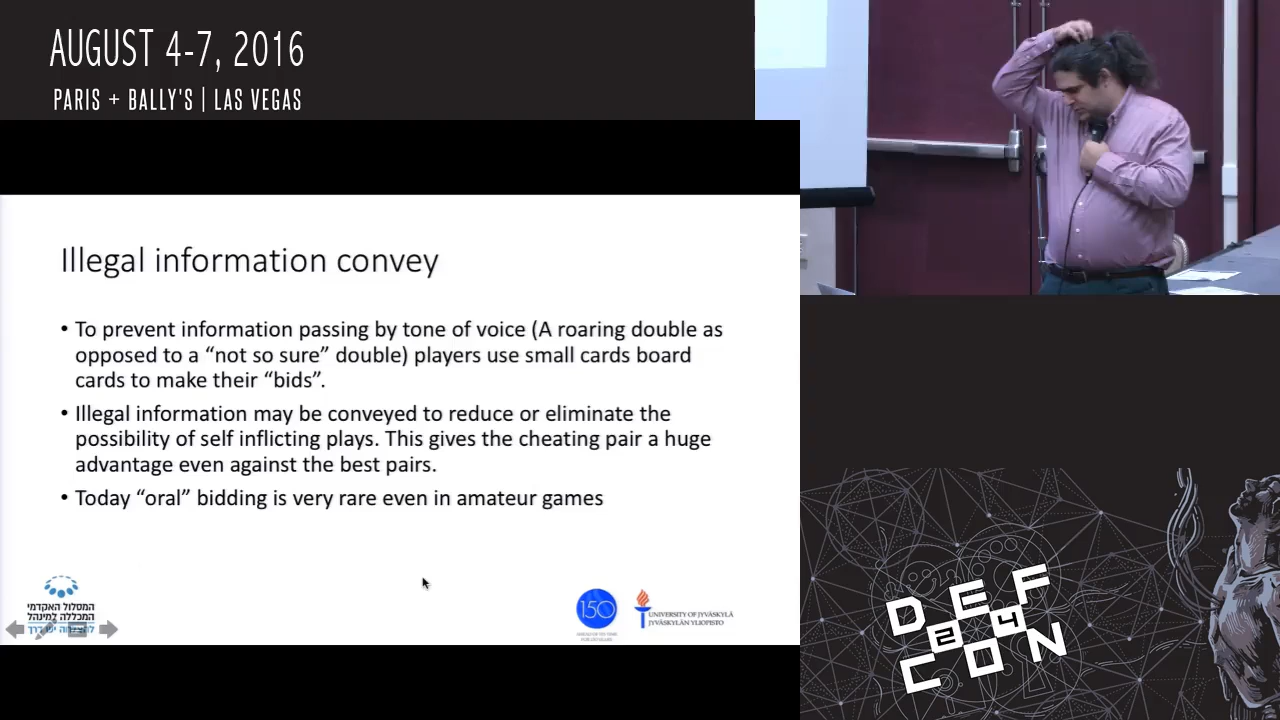 AUGUST 4-7, 2016
PARIS + BALLY'S | LAS VEGAS
Illegal information convey
• To prevent information passing by tone of voice (A roaring double as
opposed to a “not so sure” double) players use small cards board
cards to make their “bids”.
• Illegal information may be conveyed to reduce or eliminate the
possibility of self inflicting plays. This gives the cheating pair a huge
advantage even against the best pairs.
• Today “oral” bidding is very rare even in amateur games
המסלול האקדמי
המכללה למינהל
150
UNIVERSITY OF JYVÄSKYLÄ
JYVÄSKYLÄN YLIOPISTO
DEF
24
CON